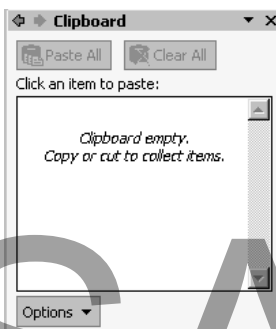 Clipboard
Paste All Clear All
Click an item to paste:
Clipboard empty.
Copy or cut to collect items.
Options